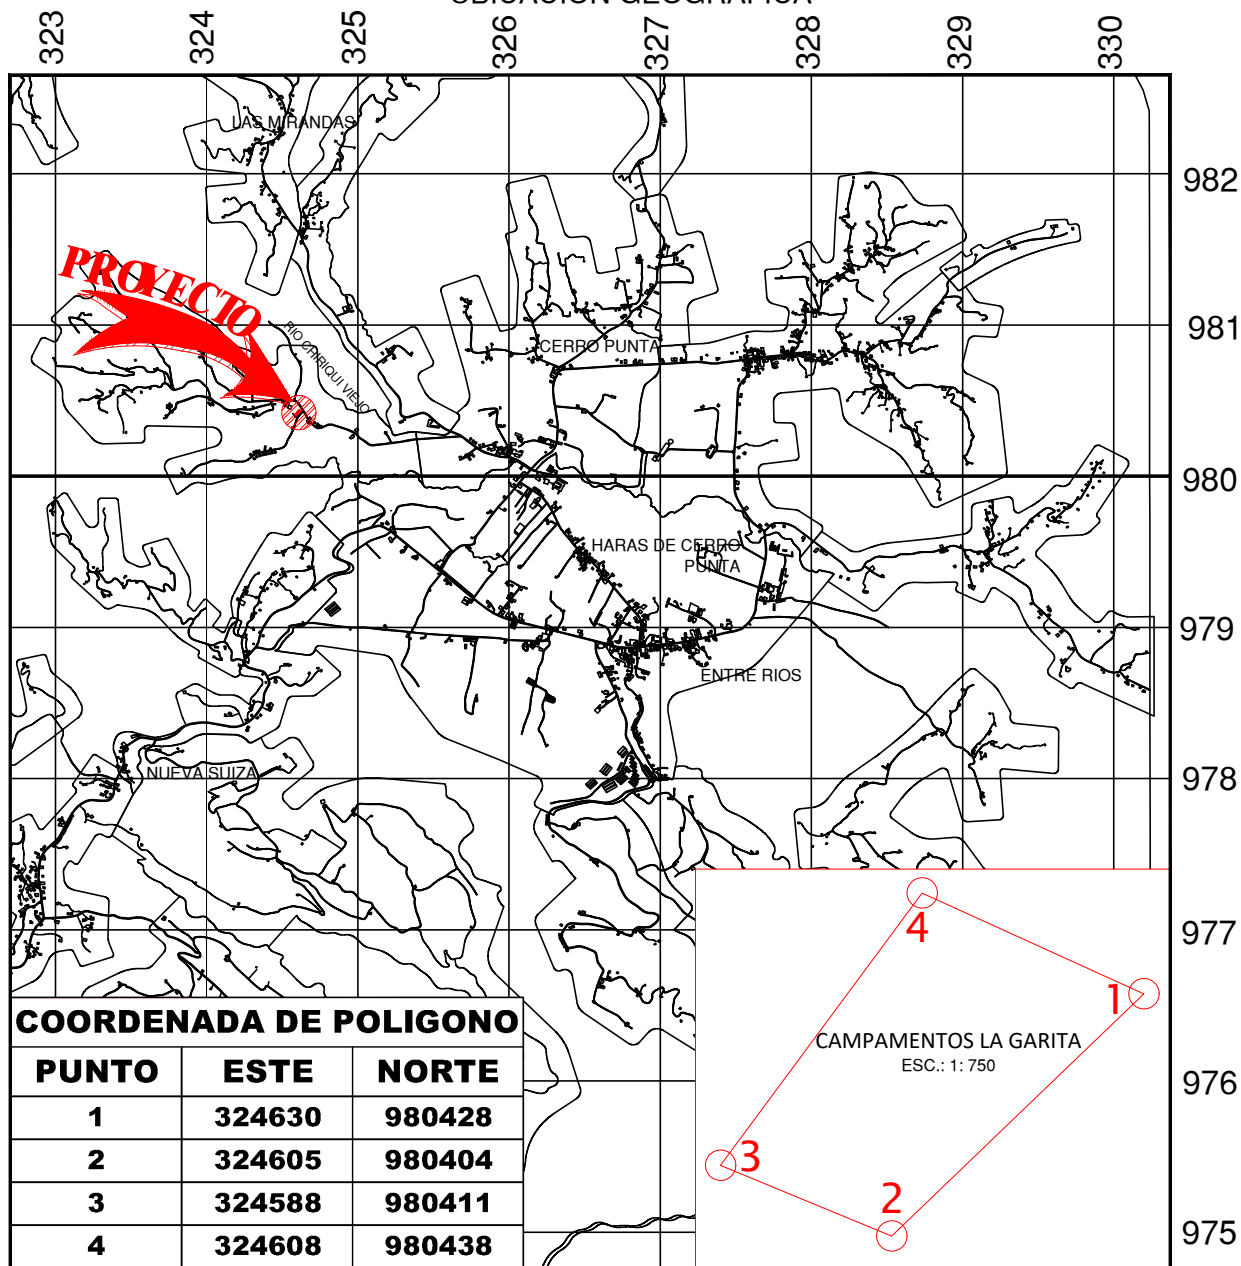 UBICACIÓN GEOGRÁFICA
323 324 325 326 327 328 329 330
LAS MIRANDAS
982
PROYECTO
RIO CHIRIQUI VIEJO
981
CERRO PUNTA
980
HARAS DE CERRO
PUNTA
979
ENTRE RIOS
NUEVA SUIZA
978
977
976
975
4
1
CAMPAMENTOS LA GARITA
ESC.: 1: 750
3
2
COORDENADA DE POLIGONO
PUNTO ESTE NORTE
1 324630 980428
2 324605 980404
3 324588 980411
4 324608 980438